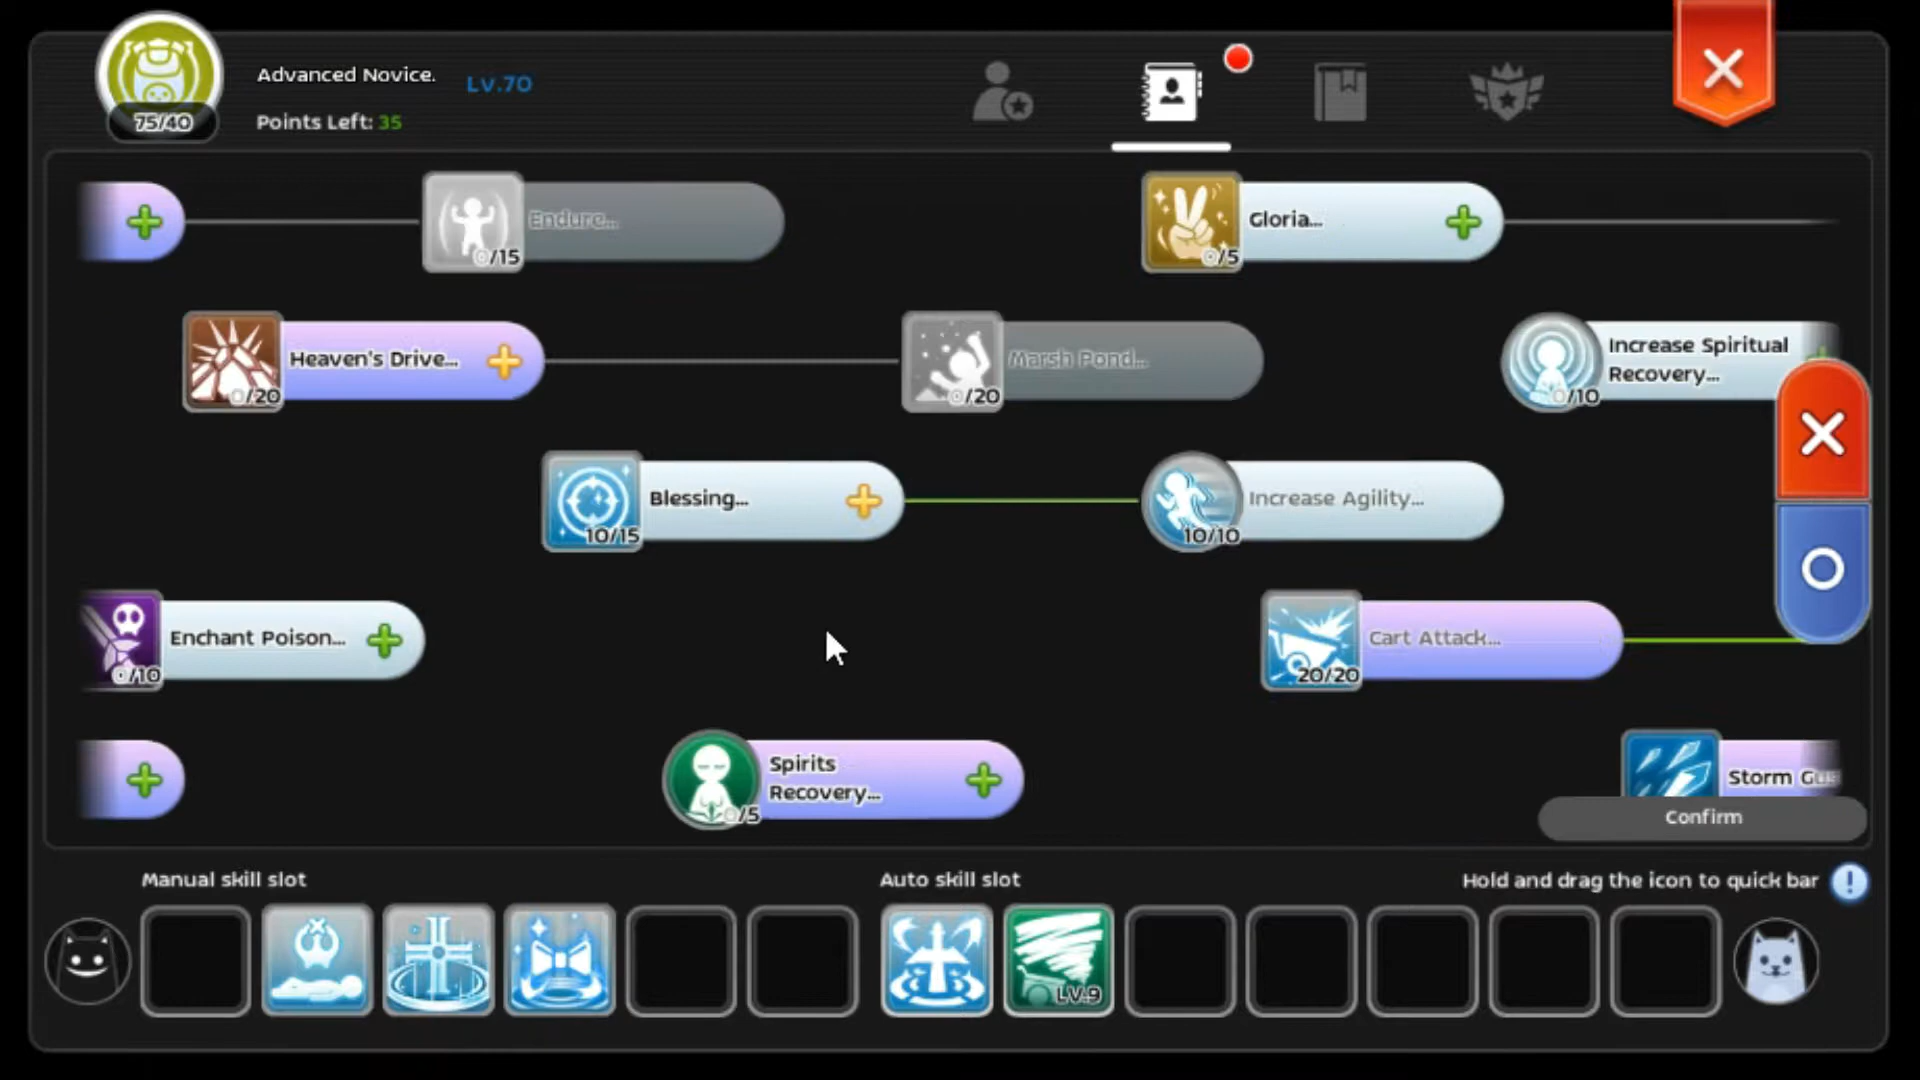 Advanced Novice.
Lv.70
75/40
Points Left: 35
Endure...
0/15
Gloria...
0/5
Heaven's Drive...
0/20
Marsh Pond...
0/20
Increase Spiritual
Recovery...
0/10
Blessing...
10/15
Increase Agility...
10/10
Enchant Poison...
0/10
Cart Attack...
20/20
Spirits
Recovery...
0/5
Storm
Confirm
Manual skill slot
Auto skill slot
Hold and drag the icon to quick bar
LV.9